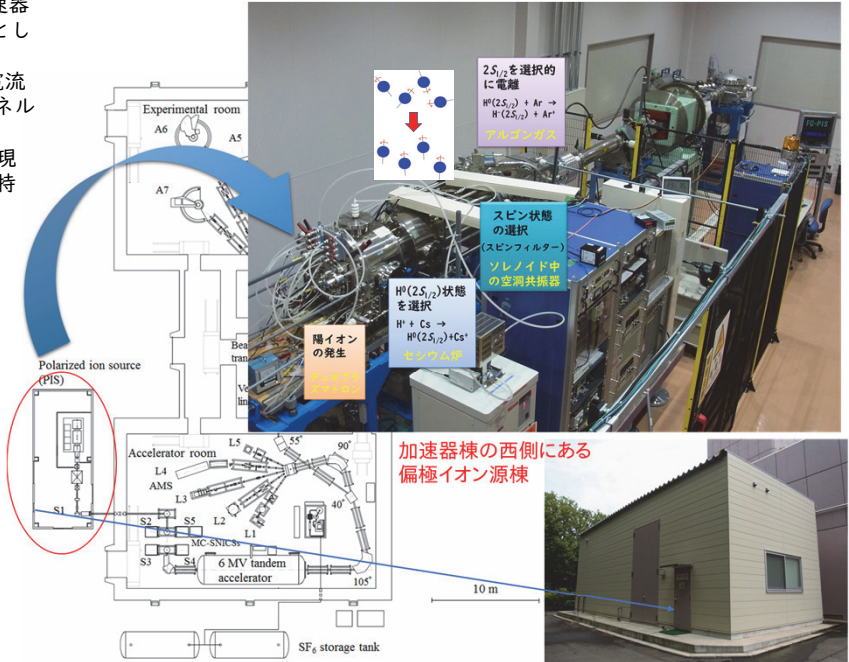 とし
流
ネル
現
特
Experimental room
A6
A5
A7
2S1/2を選択的
に電離
H⁰(2S1/2) + Ar →
H⁻(2S1/2) + Ar⁺
アルゴンガス
スピン状態
の選択
(スピンフィルター)
ソレノイド中
の空洞共振器
H⁰(2S1/2)状態
を選択
H⁺ + Cs →
H⁰(2S1/2)+Cs⁺
セシウム炉
陽イオン
の発生
Polarized ion source
(PIS)
S1
Accelerator room
L5
L4
AMS
L3
L2
L1
55°
90°
40°
105°
S2
S5
MC-SNICSs
S3
S4
6 MV tandem
accelerator
10 m
SF6 storage tank
加速器棟の西側にある
偏極イオン源棟